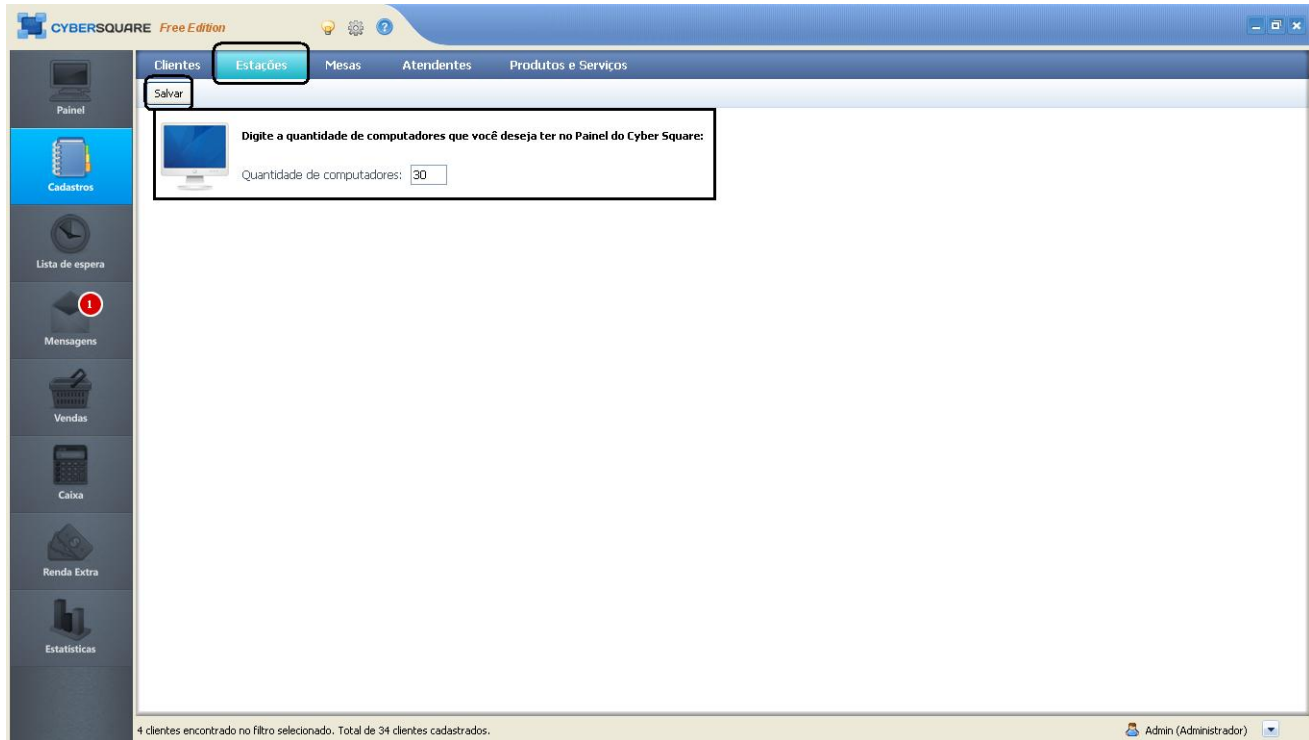 CYBERSQUARE Free Edition
Clientes Estações Mesas Atendentes Produtos e Serviços
Salvar
Painel
Digite a quantidade de computadores que você deseja ter no Painel do Cyber Square:
Quantidade de computadores: 30
Cadastros
Lista de espera
1
Mensagens
Vendas
Caixa
Renda Extra
Estatísticas
4 clientes encontrado no filtro selecionado. Total de 34 clientes cadastrados. Admin (Administrador)